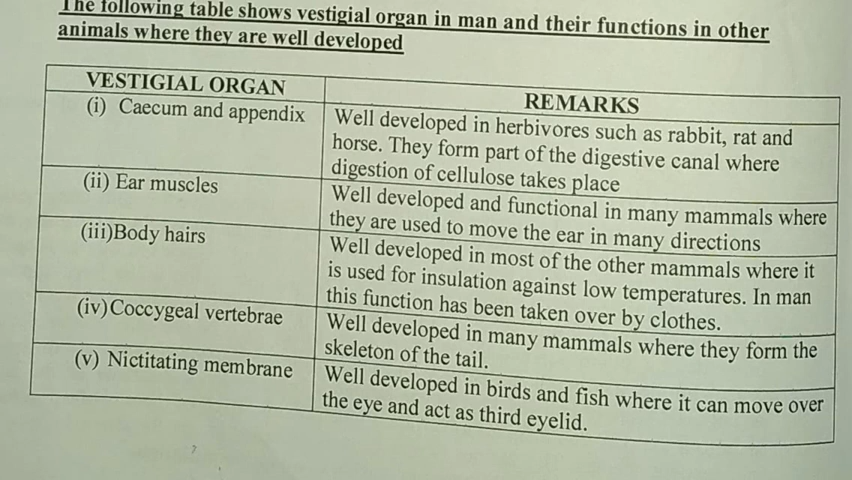 The following table shows vestigial organ in man and their functions in other
animals where they are well developed
VESTIGIAL ORGAN
REMARKS
(i) Caecum and appendix
Well developed in herbivores such as rabbit, rat and
horse. They form part of the digestive canal where
digestion of cellulose takes place
(ii) Ear muscles
Well developed and functional in many mammals where
they are used to move the ear in many directions
(iii)Body hairs
Well developed in most of the other mammals where it
is used for insulation against low temperatures. In man
this function has been taken over by clothes.
(iv)Coccygeal vertebrae
Well developed in many mammals where they form the
skeleton of the tail.
(v) Nictitating membrane
Well developed in birds and fish where it can move over
the eye and act as third eyelid.